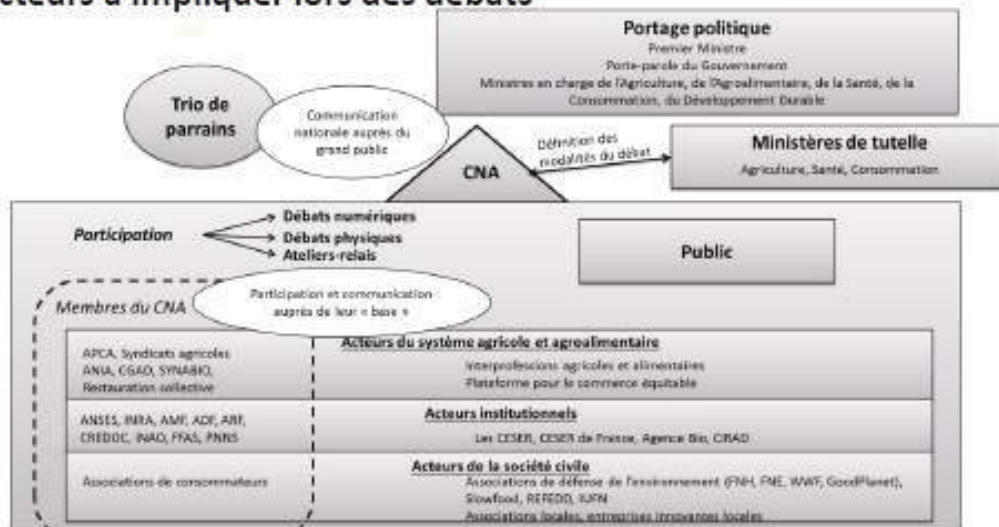 Acteurs à impliquer lors des débats
Portage politique
Premier Ministre
Porte-parole du Gouvernement
Ministres en charge de l'Agriculture, de l'Agroalimentaire, de la Santé, de la
Consommation, du Développement Durable
Trio de
parrains
Communication
nationale auprès du
grand public
CNA
Définition des
modalités du débat
Ministères de tutelle
Agriculture, Santé, Consommation
Participation
Débats numériques
Débats physiques
Ateliers-relais
Public
Membres du CNA
Participation et communication
auprès de leur « base »
APCA, Syndicats agricoles
ANIA, CGAD, SYNABIO,
Restauration collective
Acteurs du système agricole et agroalimentaire
Interprofessions agricoles et alimentaires
Plateforme pour le commerce équitable
ANSES, INRA, AMF, ADF, ARF,
CREDOC, INAO, FFAS, PNNS
Acteurs institutionnels
Les CESER, CESER de France, Agence Bio, CIRAD
Associations de consommateurs
Acteurs de la société civile
Associations de défense de l'environnement (FNH, FNE, WWF, GoodPlanet),
Slowfood, REFEDD, IUFN
Associations locales, entreprises innovantes locales